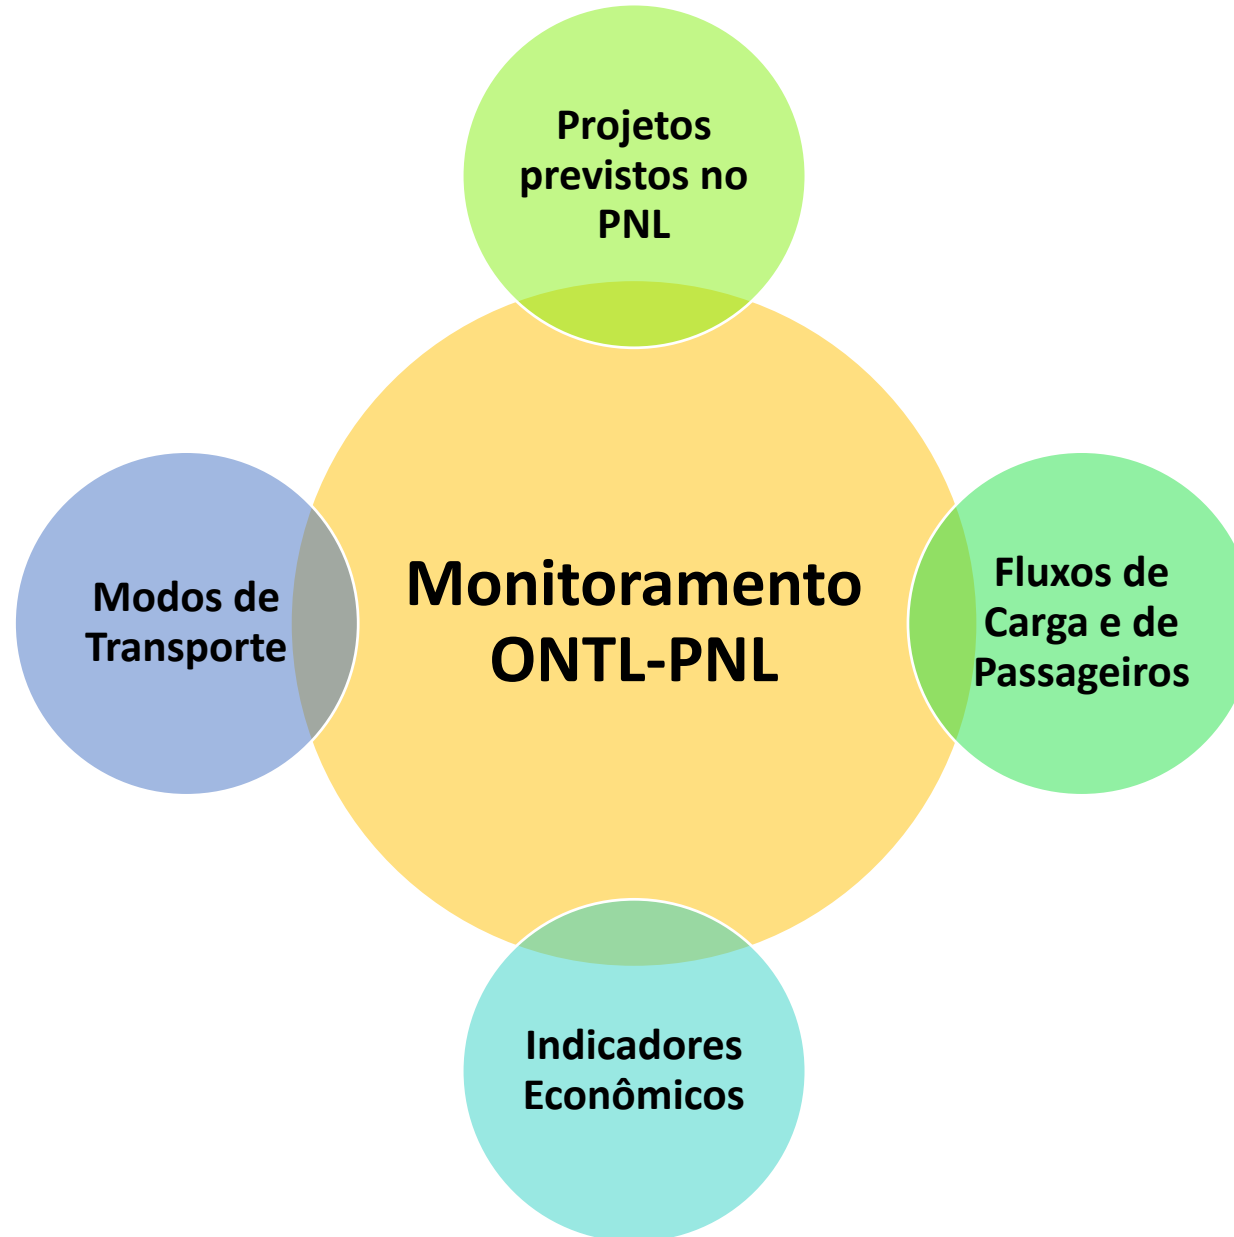 Projetos
previstos no
PNL
Modos de
Transporte
Monitoramento
ONTL-PNL
Fluxos de
Carga e de
Passageiros
Indicadores
Econômicos